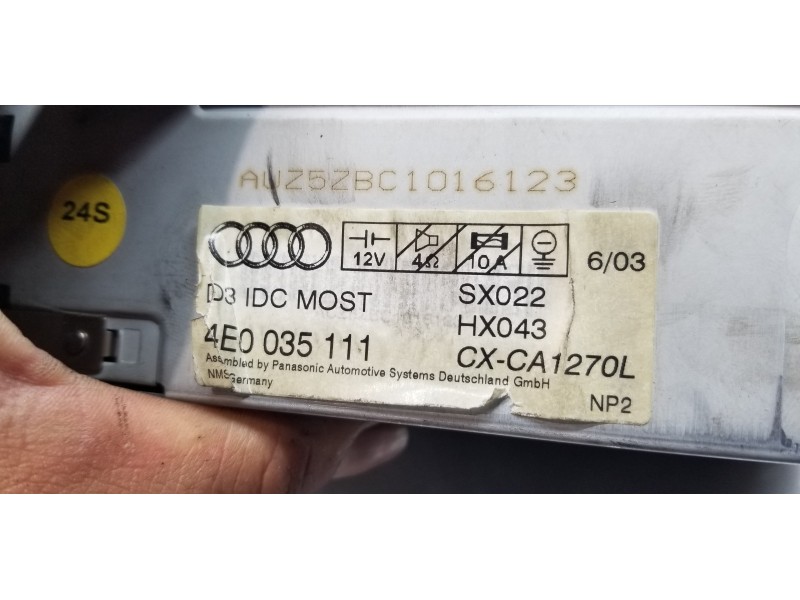 AUZ5ZBC1016123
24S
12V 4Ω 10A 6/03
D3 IDC MOST SX022
HX043
4E0 035 111 CX-CA1270L
Assembled by Panasonic Automotive Systems Deutschland GmbH
NMS Germany
NP2